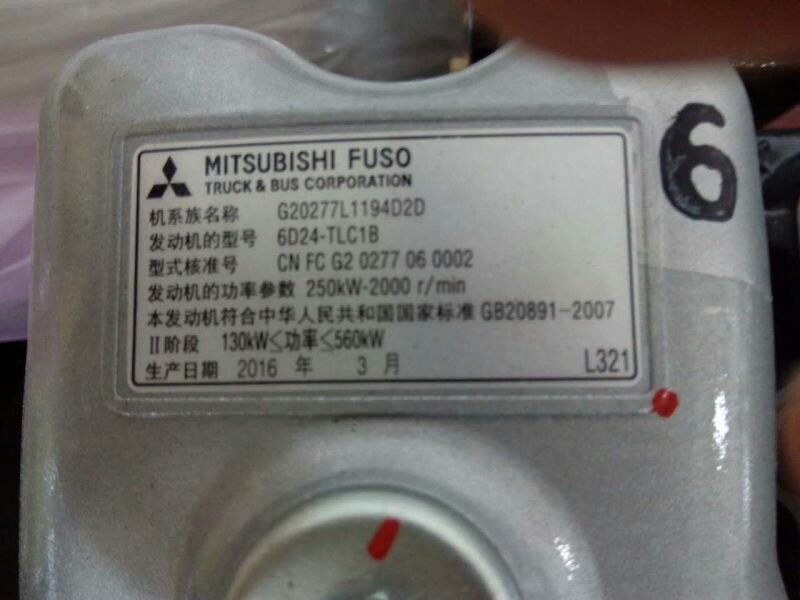 MITSUBISHI FUSO
TRUCK & BUS CORPORATION
机系族名称 G20277L1194D2D
发动机的型号 6D24-TLC1B
型式核准号 CN FC G2 0277 06 0002
发动机的功率参数 250kW-2000 r/min
本发动机符合中华人民共和国国家标准 GB20891-2007
II阶段 130kW≤功率≤560kW
生产日期 2016 年 3 月 L321
6